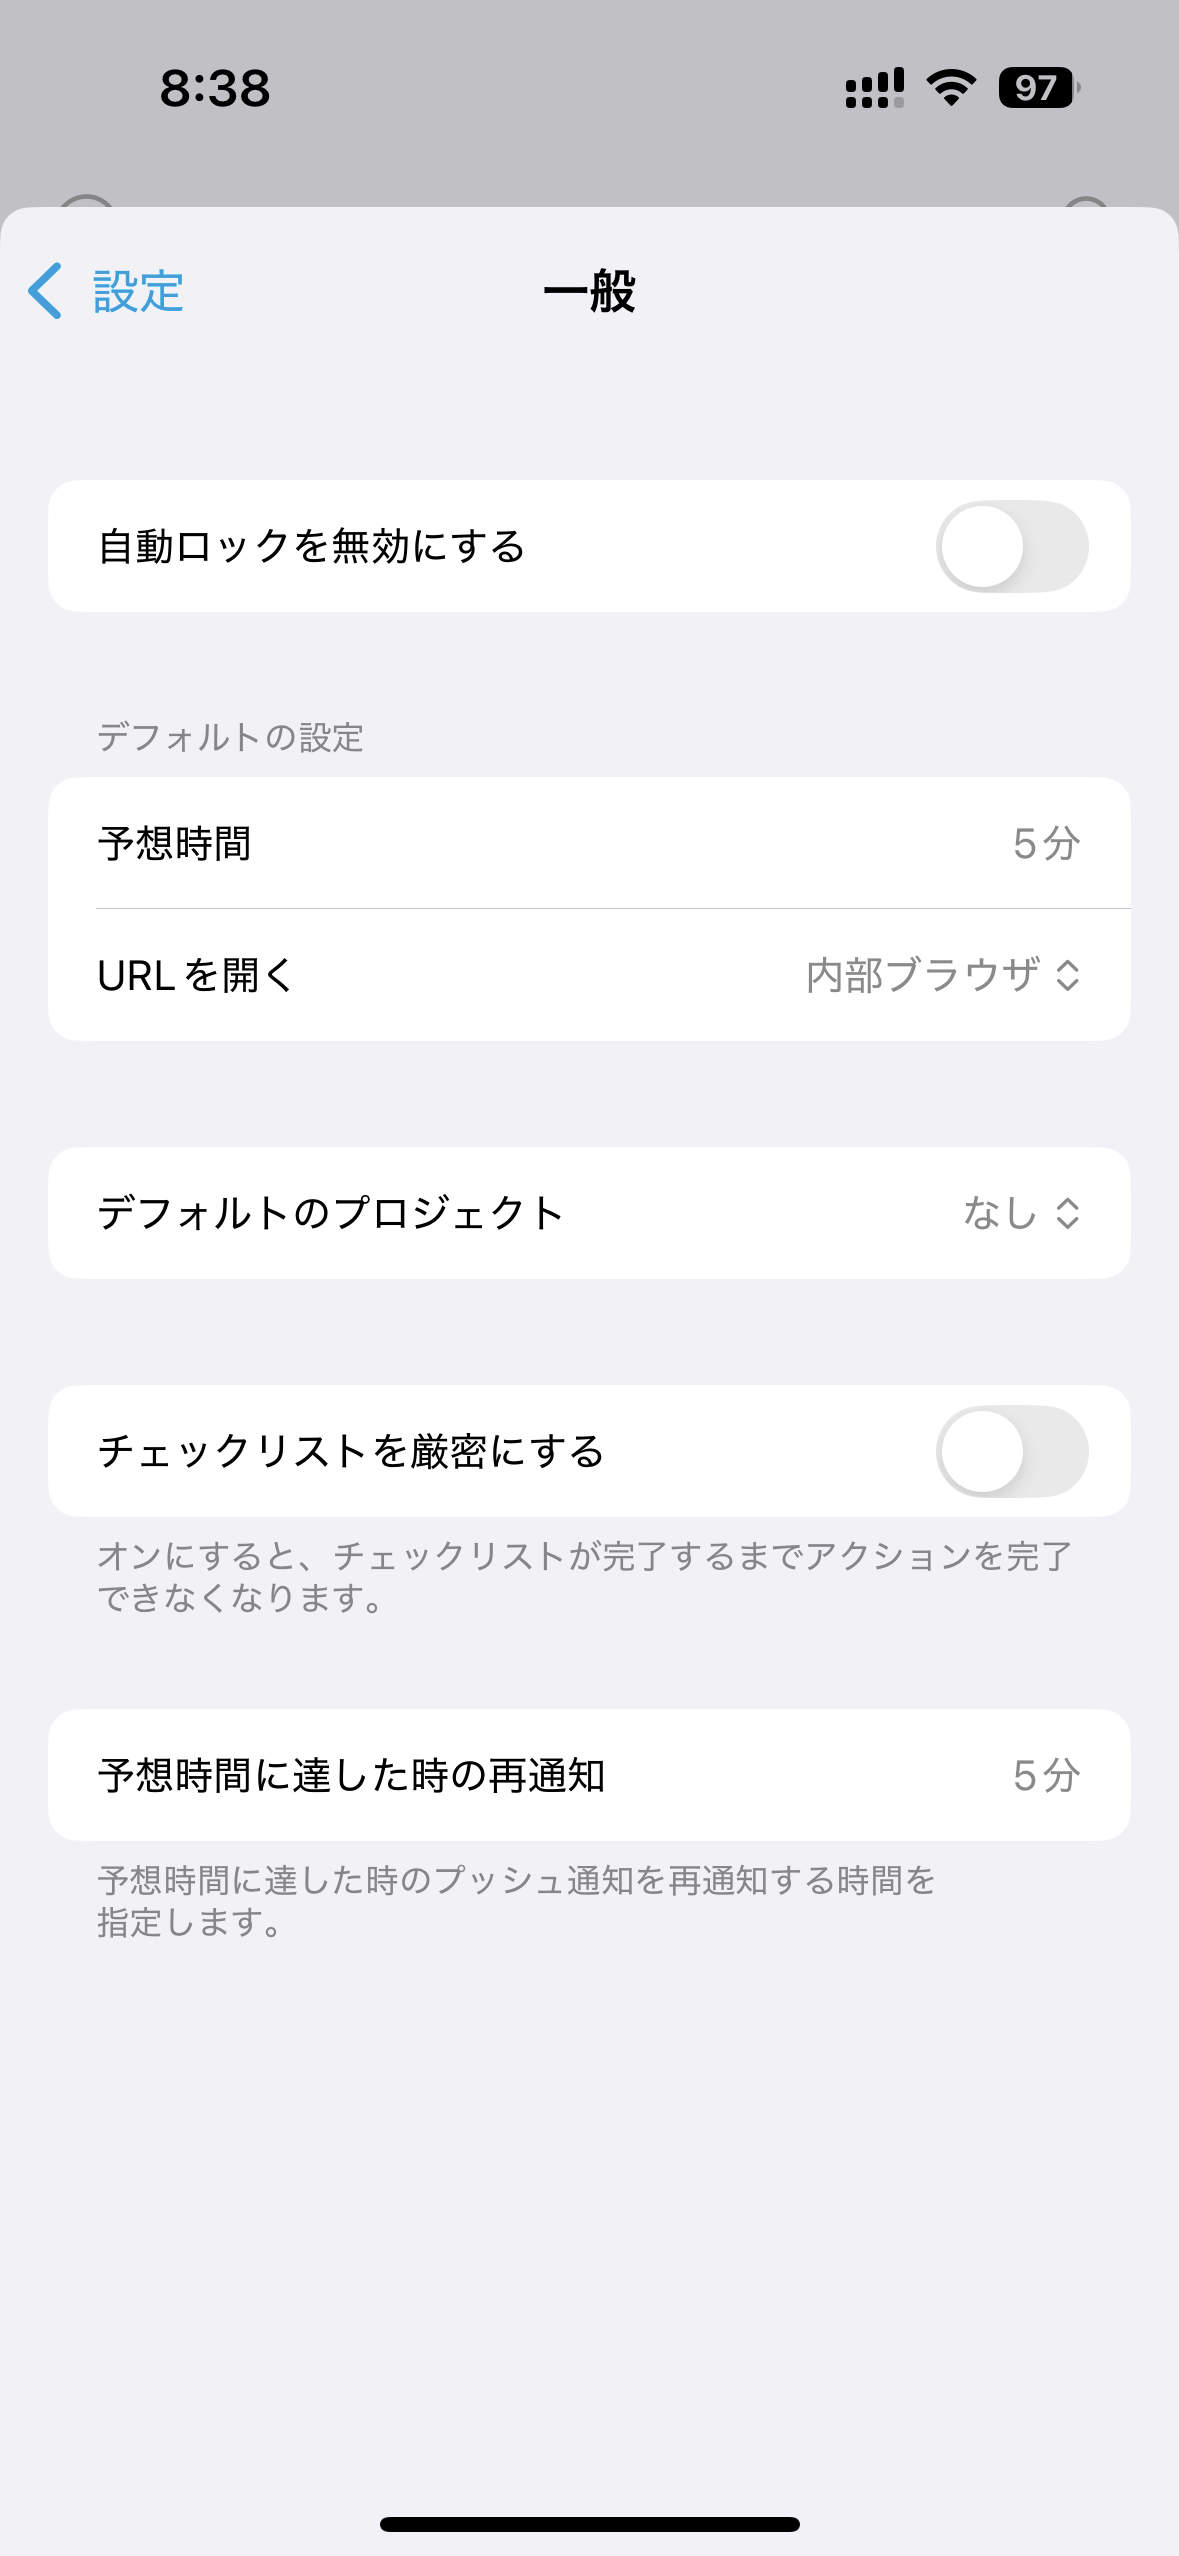 8:38
97
設定
一般
自動ロックを無効にする
デフォルトの設定
予想時間
5分
URLを開く
内部ブラウザ
デフォルトのプロジェクト
なし
チェックリストを厳密にする
オンにすると、チェックリストが完了するまでアクションを完了
できなくなります。
予想時間に達した時の再通知
5分
予想時間に達した時のプッシュ通知を再通知する時間を
指定します。